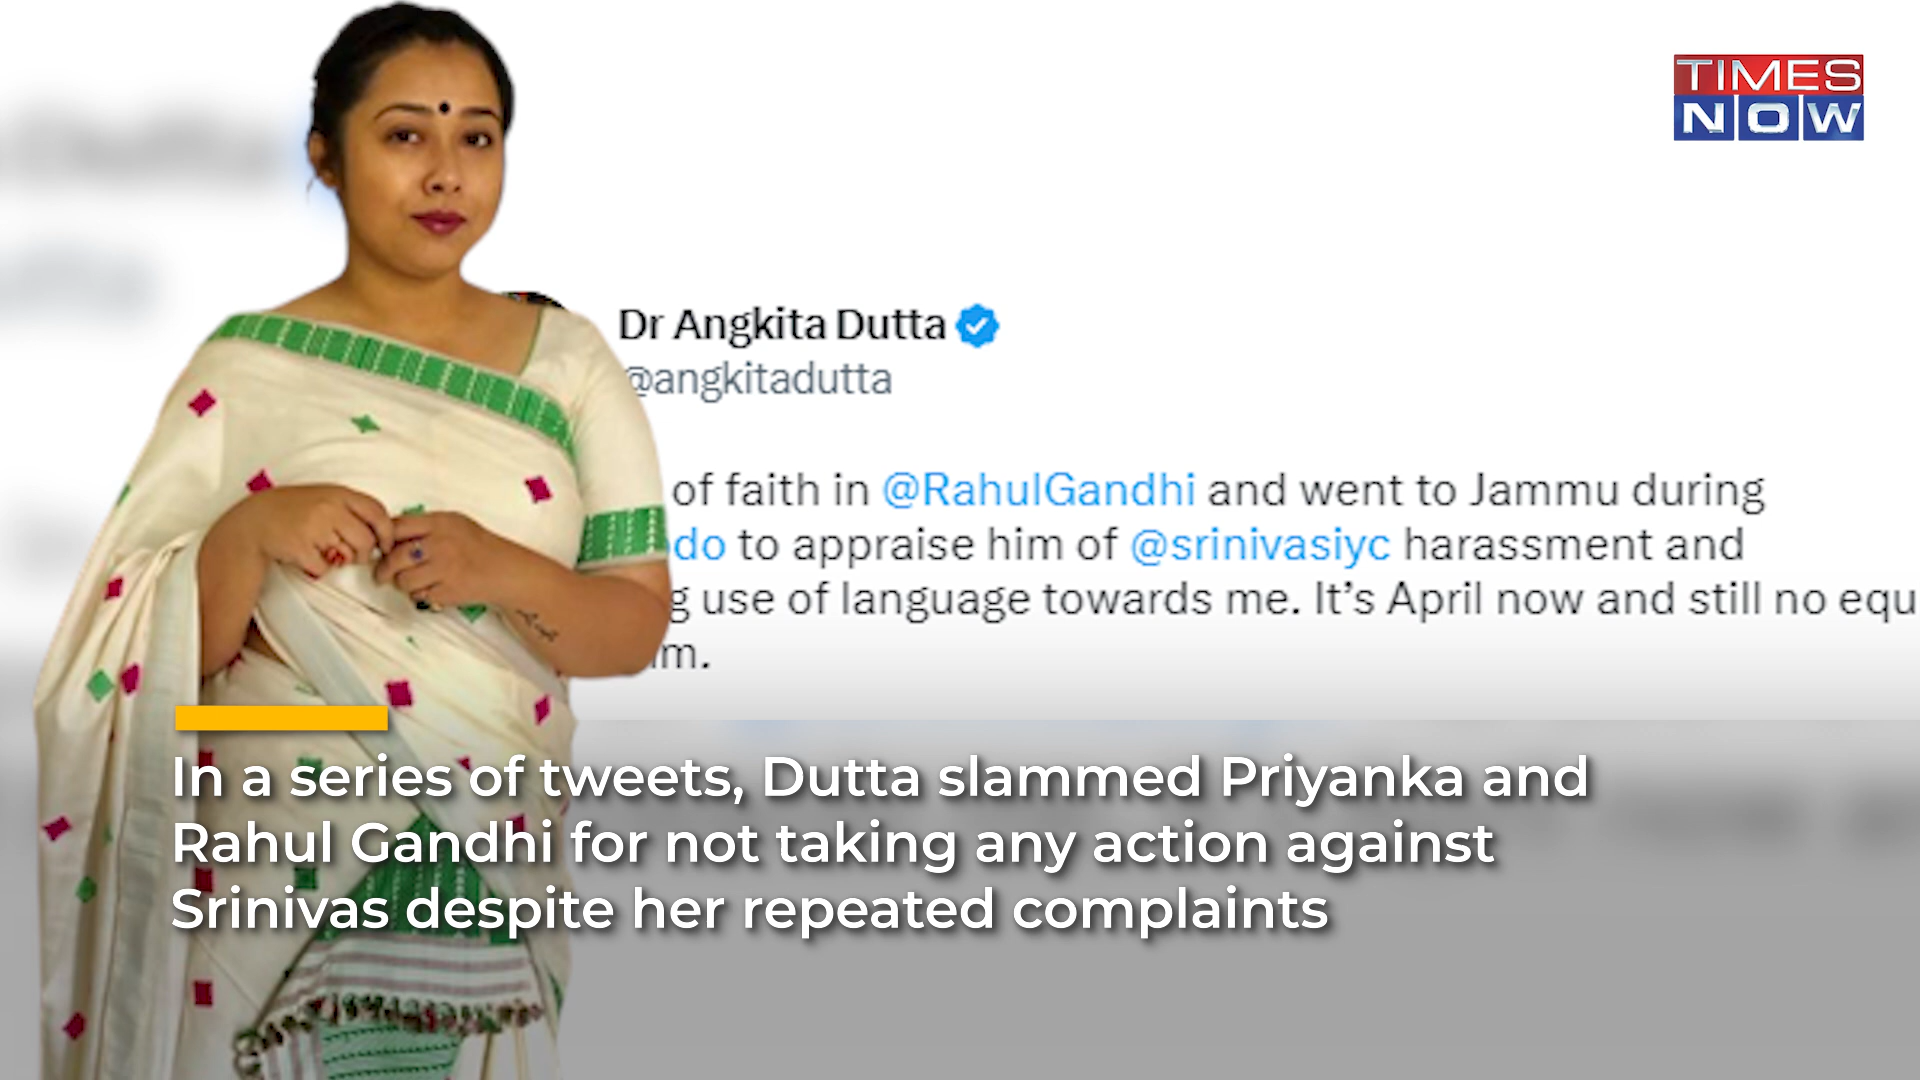 TIMES
NOW
Dr Angkita Dutta
@angkitadutta
of faith in @RahulGandhi and went to Jammu during
to appraise him of @srinivasiyc harassment and
use of language towards me. It's April now and still no
In a series of tweets, Dutta slammed Priyanka and
Rahul Gandhi for not taking any action against
Srinivas despite her repeated complaints